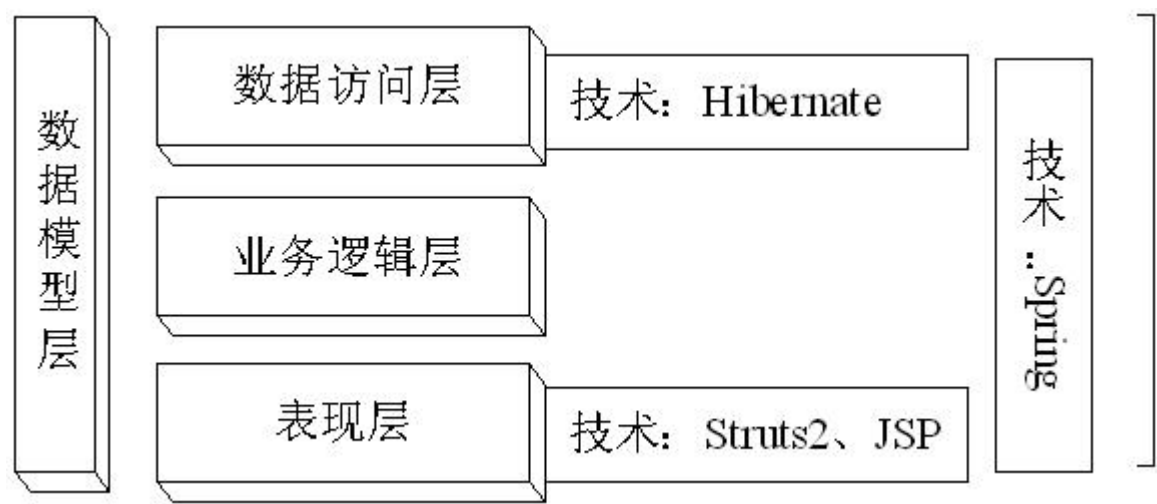 数据模型层
数据访问层
技术：Hibernate
业务逻辑层
表现层
技术：Struts2、JSP
技术：Spring